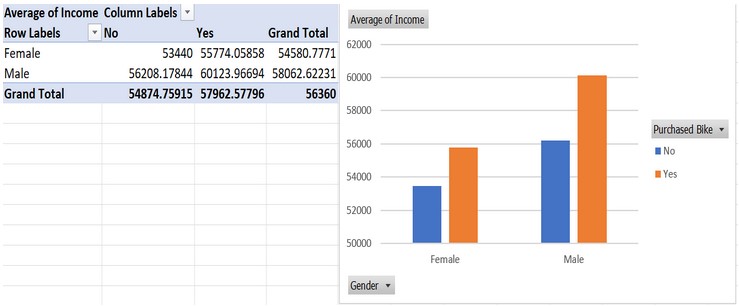 Average of Income Column Labels
Row Labels No Yes Grand Total
Female 53440 55774.05858 54580.7771
Male 56208.17844 60123.96694 58062.62231
Grand Total 54874.75915 57962.57796 56360
Average of Income
62000
60000
58000
56000
54000
52000
50000
Female Male
Purchased Bike
No
Yes
Gender